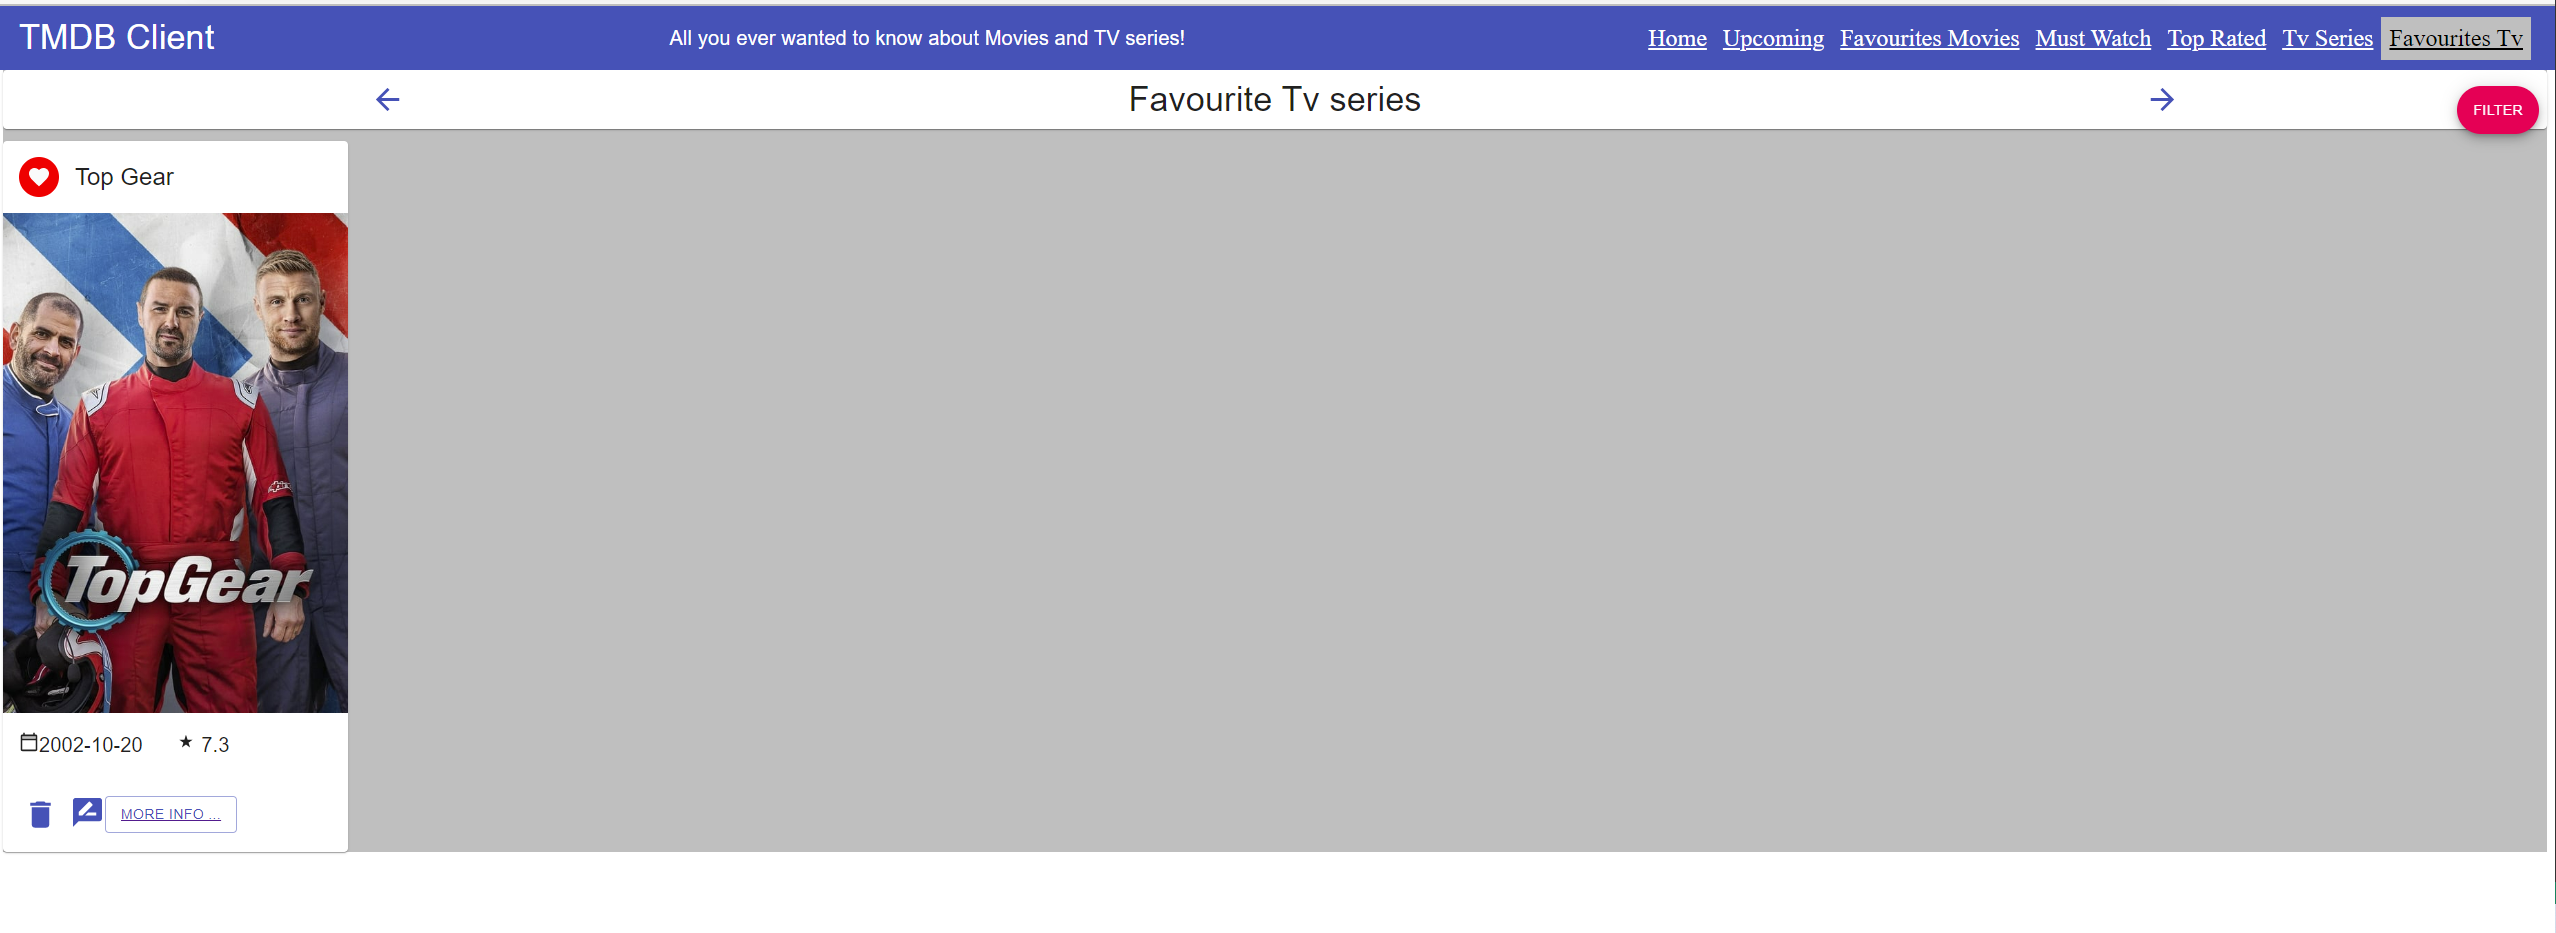 TMDB Client
All you ever wanted to know about Movies and TV series!
Home Upcoming Favourites Movies Must Watch Top Rated Tv Series Favourites Tv
Favourite Tv series
FILTER
Top Gear
TopGear
2002-10-20 7.3
MORE INFO ...